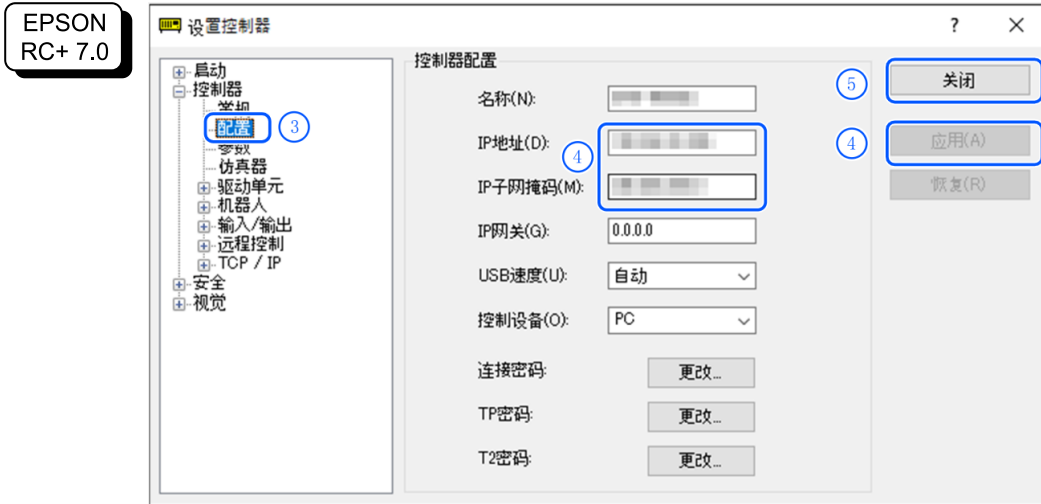 EPSON
RC+ 7.0
设置控制器
?
启动
控制器
常规
配置
③
参数
仿真器
驱动单元
机器人
输入/输出
远程控制
TCP / IP
安全
视觉
控制器配置
名称(N):
IP地址(D):
④
IP子网掩码(M):
IP网关(G): 0.0.0.0
USB速度(U): 自动
控制设备(O): PC
连接密码: 更改...
TP密码: 更改...
T2密码: 更改...
⑤ 关闭
④ 应用(A)
恢复(R)